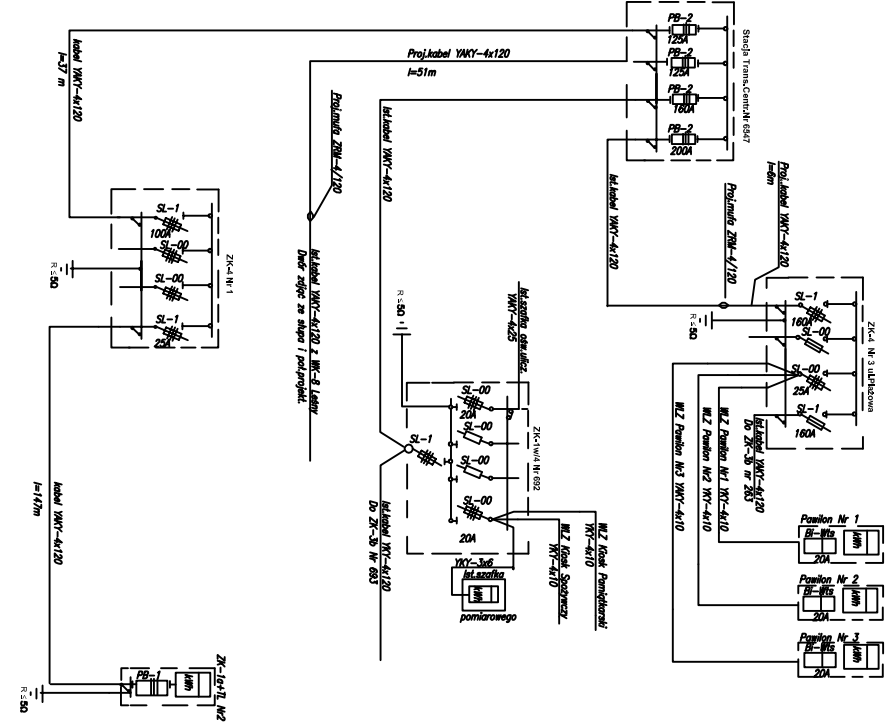 PB-2
125A
PB-2
125A
PB-2
160A
PB-2
200A
Stacja Trans.Centr.Nr 6547
kabel YAKY-4x120
l=37 m
Proj.kabel YAKY-4x120
l=51m
Proj.mufa ZRM-4/120
Ist.kabel YAKY-4x120
Ist.kabel YAKY-4x120
Proj.mufa ZRM-4/120
Proj.kabel YAKY-4x120
l=6m
SL-1
100A
SL-00
SL-00
SL-1
25A
ZK-4 Nr 1
R ≤ 5Ω
Ist.kabel YAKY-4x120 z WK-8 Leśny
Dwór zdjąć ze słupa i poł.projekt.
R ≤ 5Ω
Ist.szafka ośw.ulicz.
YAKY-4x25
SL-1
160A
SL-00
SL-00
25A
SL-1
160A
ZK-4 Nr 3 ul.Plażowa
R ≤ 5Ω
Ist.kabel YAKY-4x120
Do ZK-3b nr 263
WLZ Pawilon Nr1 YKY-4x10
WLZ Pawilon Nr2 YKY-4x10
WLZ Pawilon Nr3 YAKY-4x10
SL-00
20A
SL-00
SL-00
SL-00
20A
SL-1
ZK-1w/4 Nr 692
Ist.kabel YKY-4x120
Do ZK-3b Nr 693
YKY-3x6
Ist.szafka
kWh
pomiarowego
WLZ Kiosk Spożywczy
YKY-4x10
WLZ Kiosk Pamiątkarski
YKY-4x10
Pawilon Nr 1
Bi-Wts
20A
kWh
Pawilon Nr 2
Bi-Wts
20A
kWh
Pawilon Nr 3
Bi-Wts
20A
kWh
kabel YAKY-4x120
l=147m
PB-1
kWh
ZK-1a+TL Nr2
R ≤ 5Ω